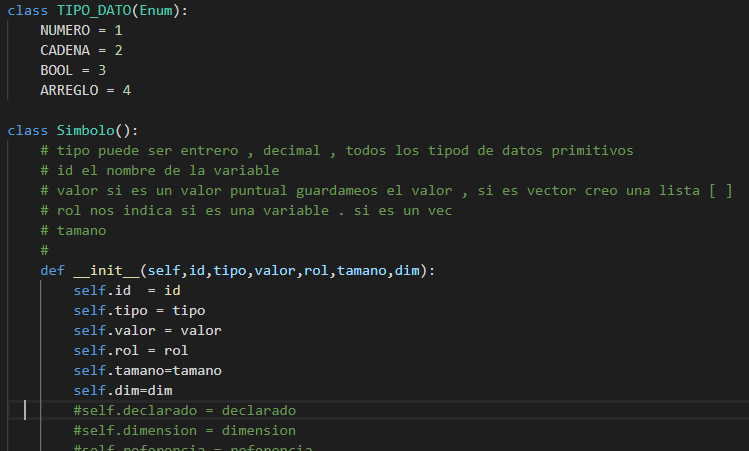 class TIPO_DATO(Enum):
NUMERO = 1
CADENA = 2
BOOL = 3
ARREGLO = 4
class Simbolo():
# tipo puede ser entrero , decimal , todos los tipod de datos primitivos
# id el nombre de la variable
# valor si es un valor puntual guardameos el valor , si es vector creo una lista [ ]
# rol nos indica si es una variable . si es un vec
# tamano
#
def __init__(self,id,tipo,valor,rol,tamano,dim):
self.id  = id
self.tipo = tipo
self.valor = valor
self.rol = rol
self.tamano=tamano
self.dim=dim
#self.declarado = declarado
#self.dimension = dimension
#self.referencia = referencia